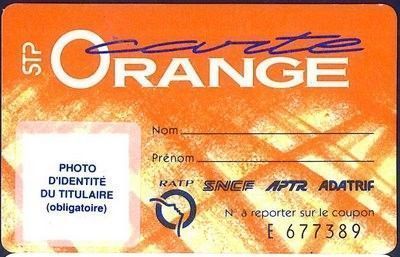 STP
carte
ORANGE
Nom
Prénom
PHOTO
D'IDENTITÉ
DU TITULAIRE
(obligatoire)
RATP SNCF APTR ADATRIF
N° à reporter sur le coupon
E 677389